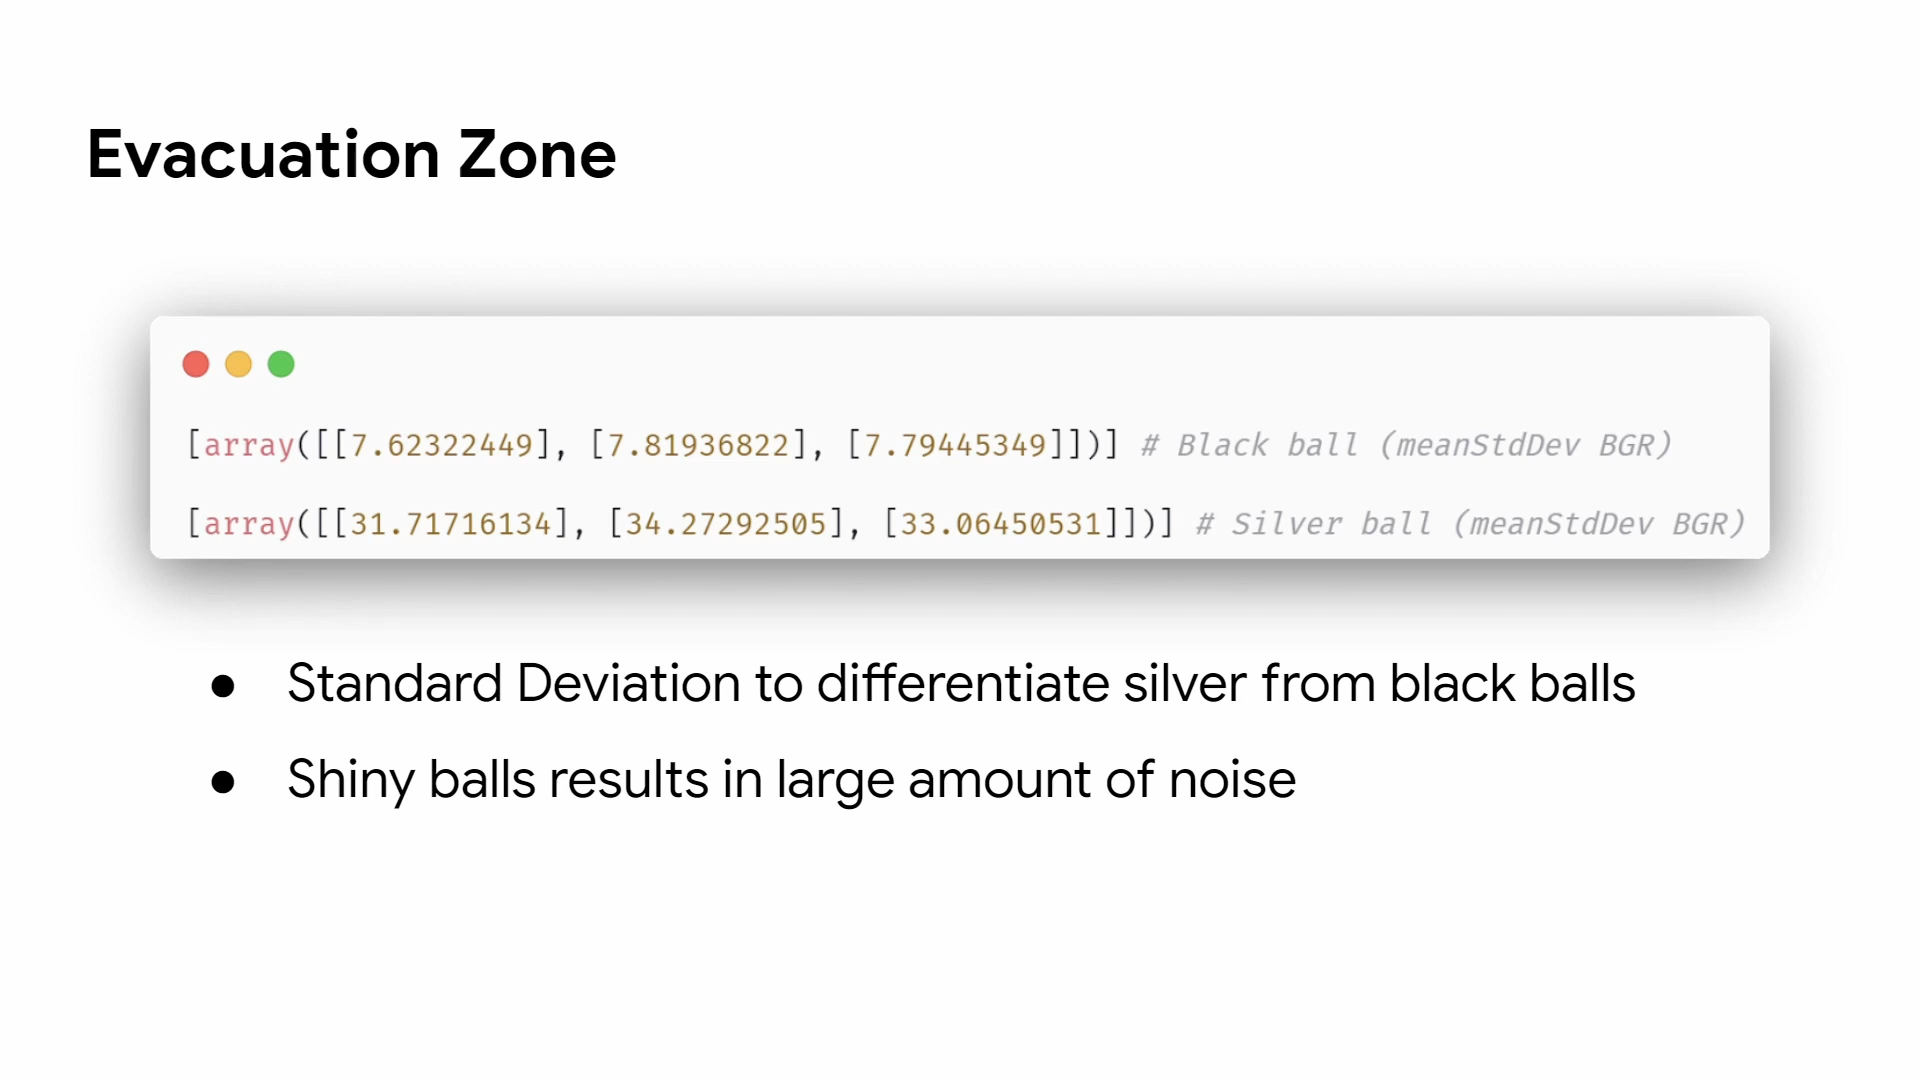 Evacuation Zone
[array([[7.62322449], [7.81936822], [7.79445349]])] # Black ball (meanStdDev BGR)
[array([[31.71716134], [34.27292505], [33.06450531]])] # Silver ball (meanStdDev BGR)
● Standard Deviation to differentiate silver from black balls
● Shiny balls results in large amount of noise